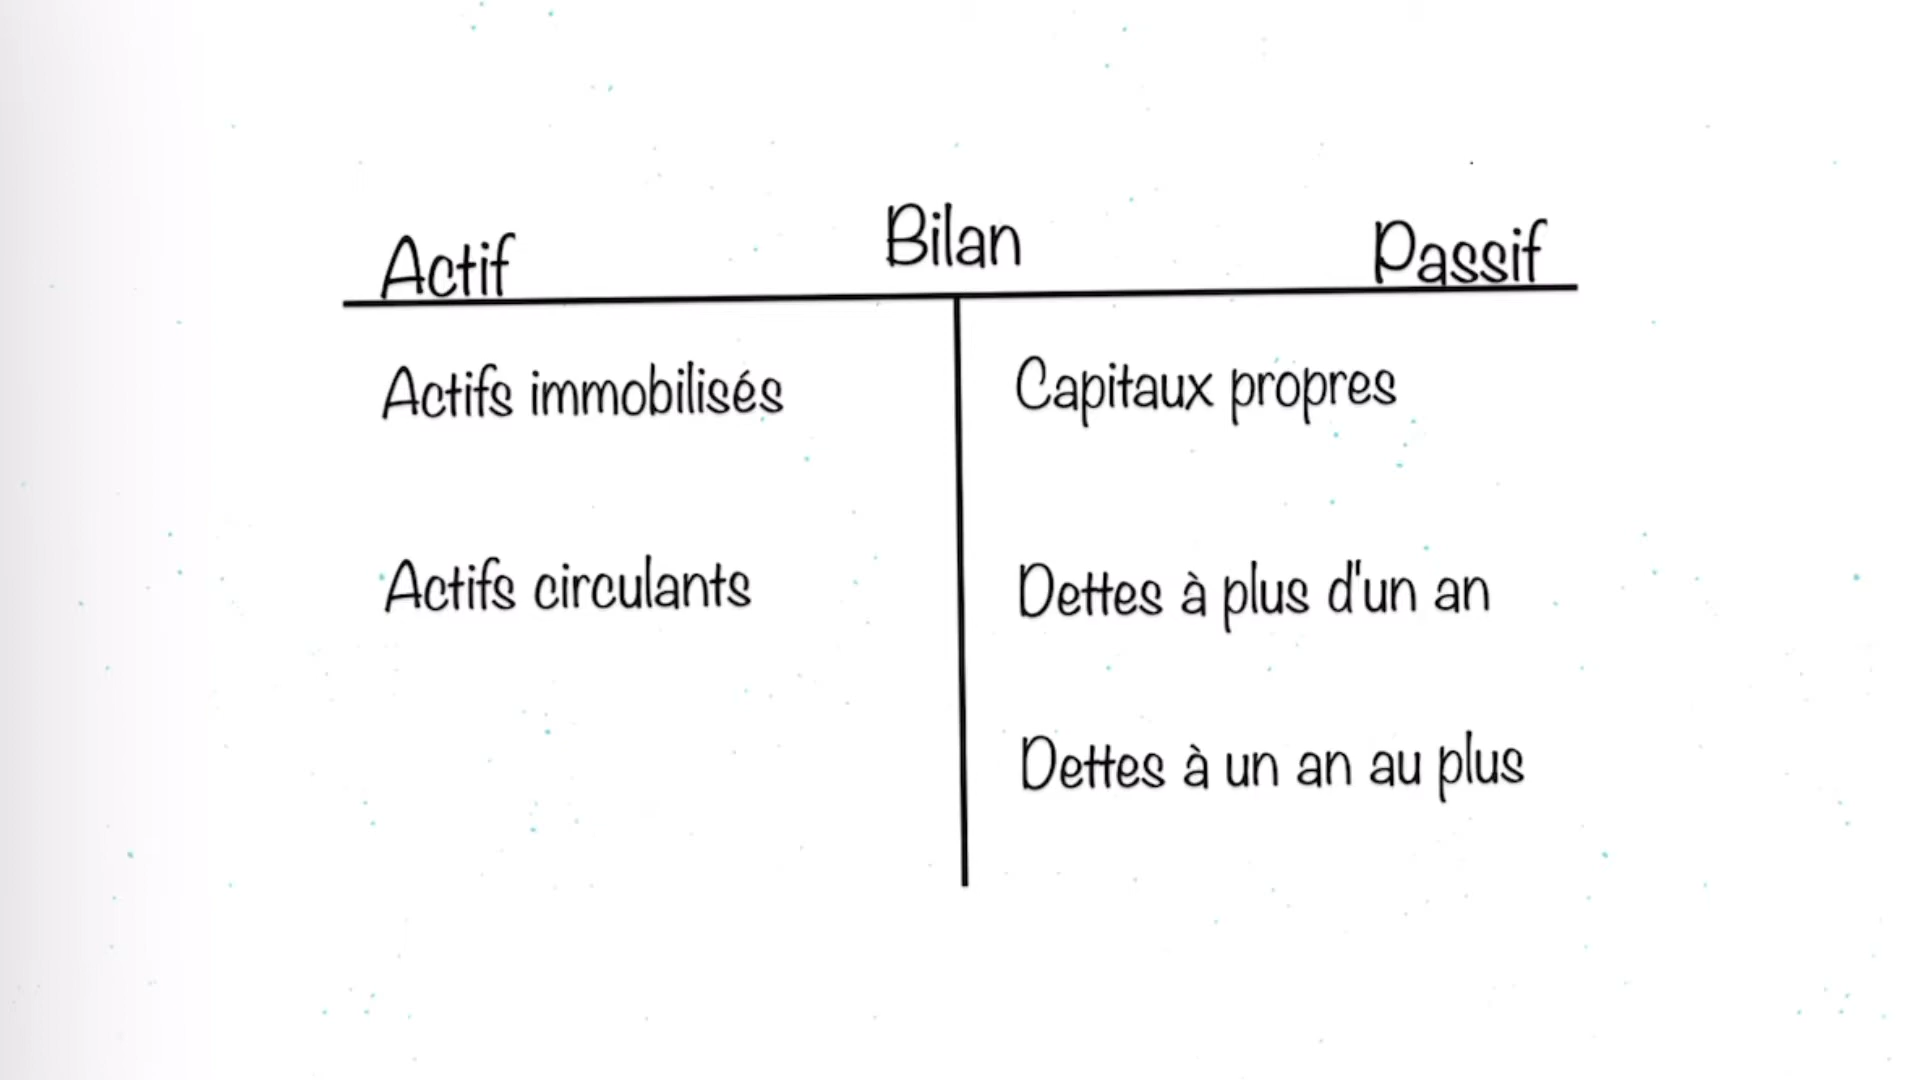 Bilan
Actif
Passif
Actifs immobilisés
Capitaux propres
Actifs circulants
Dettes à plus d'un an
Dettes à un an au plus